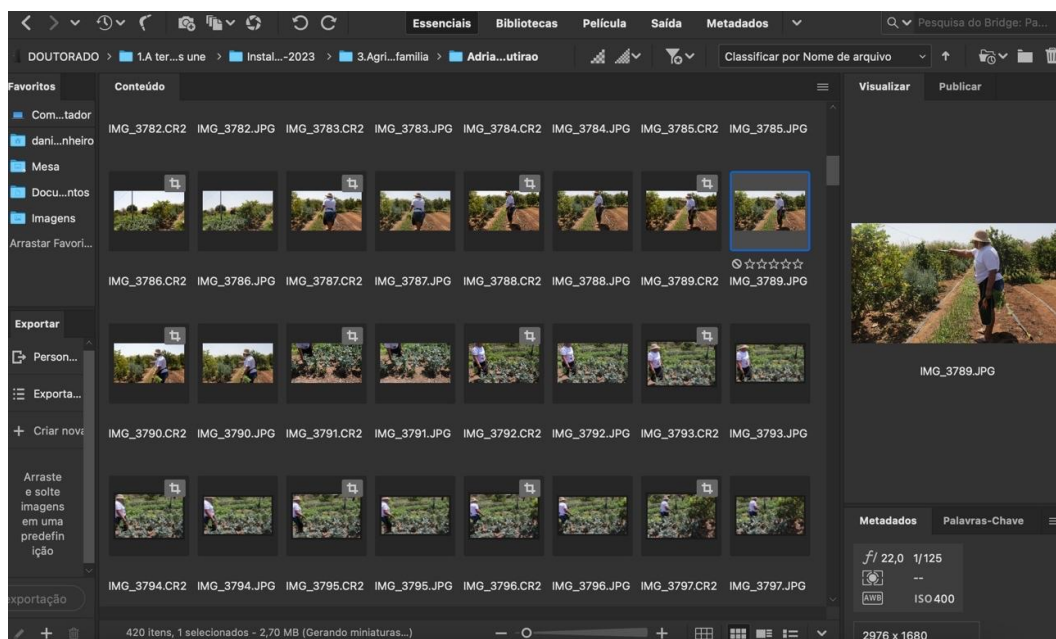 Essenciais Bibliotecas Película Saída Metadados
Pesquisa do Bridge: Pa...
DOUTORADO > 1.A ter...s une > Instal...-2023 > 3.Agri...familia > Adria...utirao
Classificar por Nome de arquivo
Favoritos
Com...tador
dani...nheiro
Mesa
Docu...ntos
Imagens
Arrastar Favori...
Exportar
Person...
Exporta...
+ Criar nova
Arraste
e solte
imagens
em uma
predefin
ição
exportação
Conteúdo
IMG_3782.CR2 IMG_3782.JPG IMG_3783.CR2 IMG_3783.JPG IMG_3784.CR2 IMG_3784.JPG IMG_3785.CR2 IMG_3785.JPG
IMG_3786.CR2 IMG_3786.JPG IMG_3787.CR2 IMG_3787.JPG IMG_3788.CR2 IMG_3788.JPG IMG_3789.CR2 IMG_3789.JPG
IMG_3790.CR2 IMG_3790.JPG IMG_3791.CR2 IMG_3791.JPG IMG_3792.CR2 IMG_3792.JPG IMG_3793.CR2 IMG_3793.JPG
IMG_3794.CR2 IMG_3794.JPG IMG_3795.CR2 IMG_3795.JPG IMG_3796.CR2 IMG_3796.JPG IMG_3797.CR2 IMG_3797.JPG
420 itens, 1 selecionados - 2,70 MB (Gerando miniaturas...)
Visualizar Publicar
IMG_3789.JPG
Metadados Palavras-Chave
f/ 22,0 1/125
--
AWB ISO 400
2976 x 1680